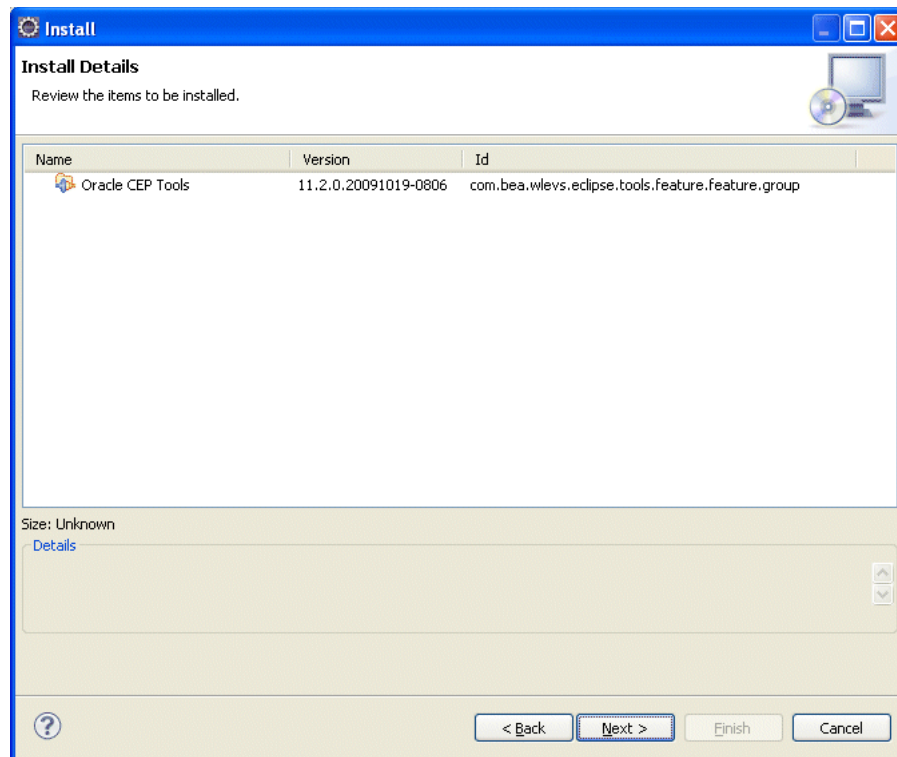 Install
Install Details
Review the items to be installed.
Name Version Id
Oracle CEP Tools 11.2.0.20091019-0806 com.bea.wlevs.eclipse.tools.feature.feature.group
Size: Unknown
Details
? < Back Next > Finish Cancel